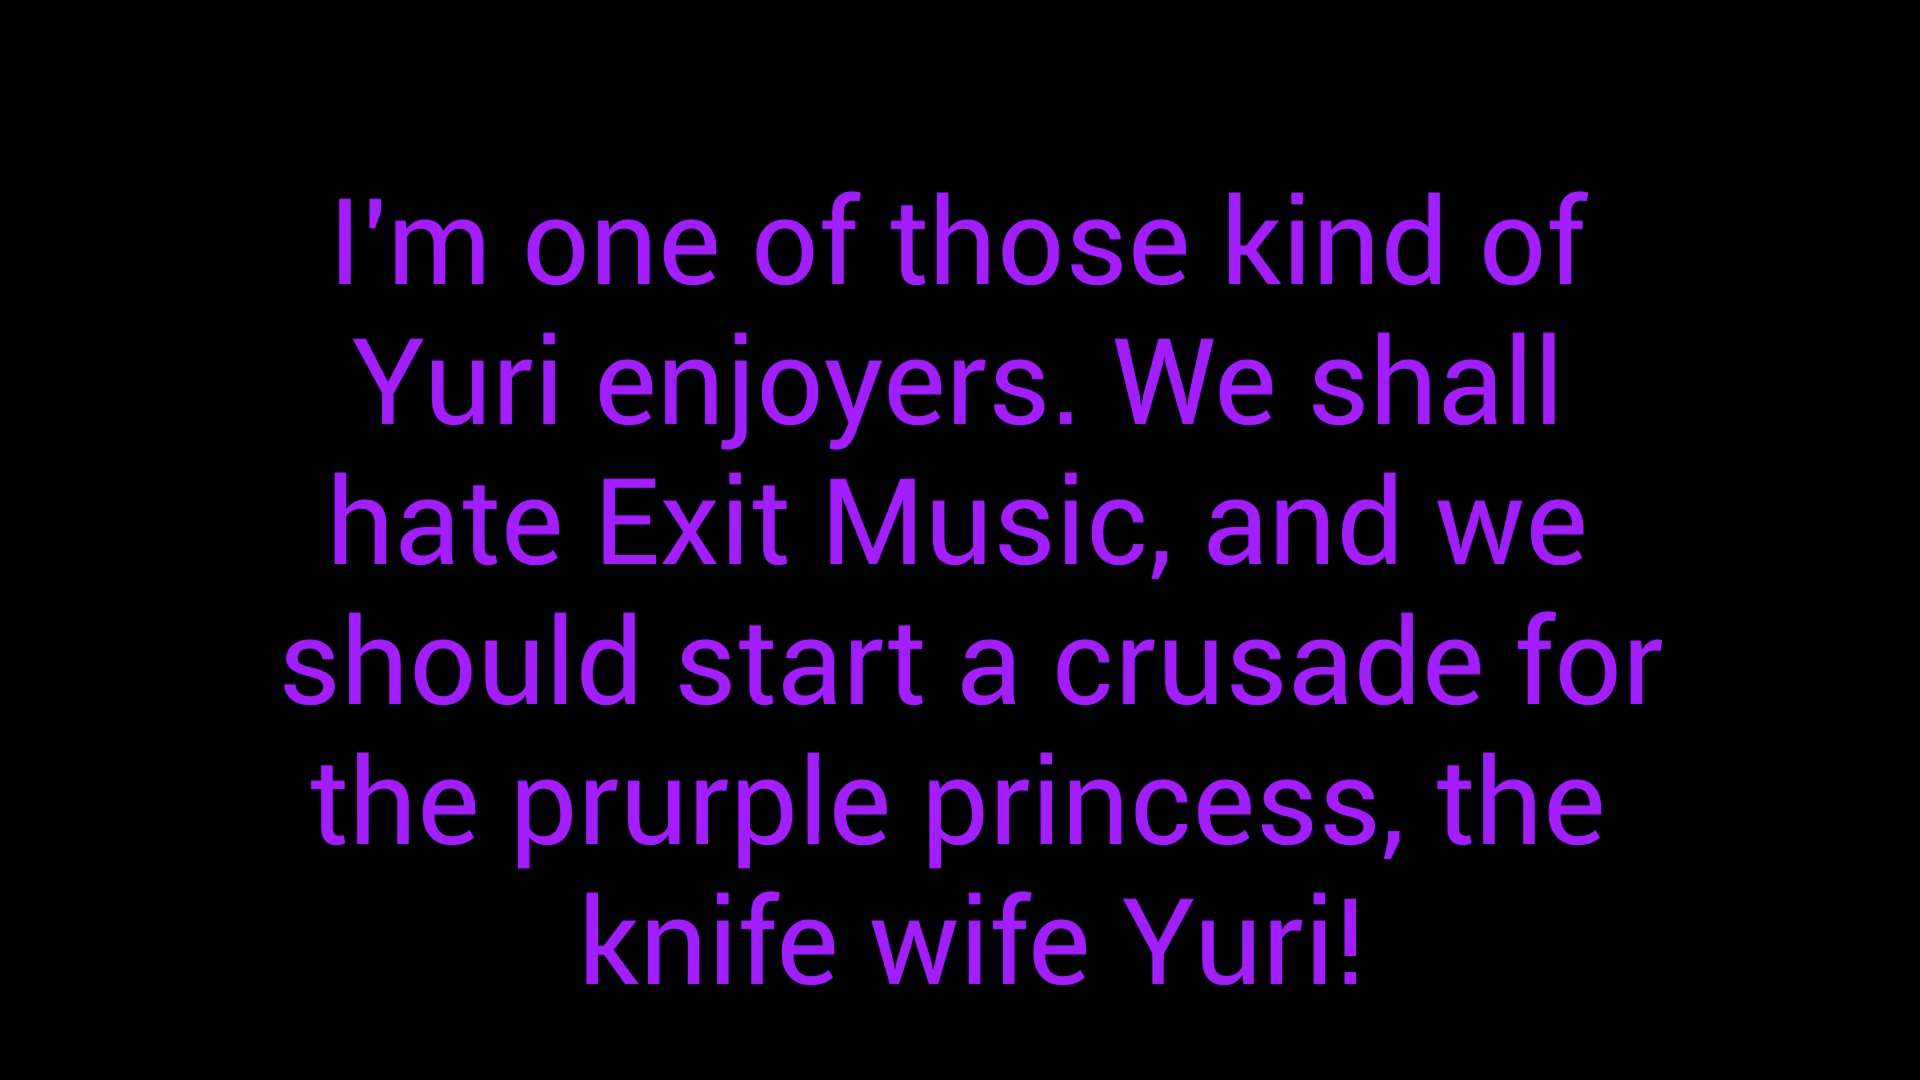 I'm one of those kind of
Yuri enjoyers. We shall
hate Exit Music, and we
should start a crusade for
the prurple princess, the
knife wife Yuri!